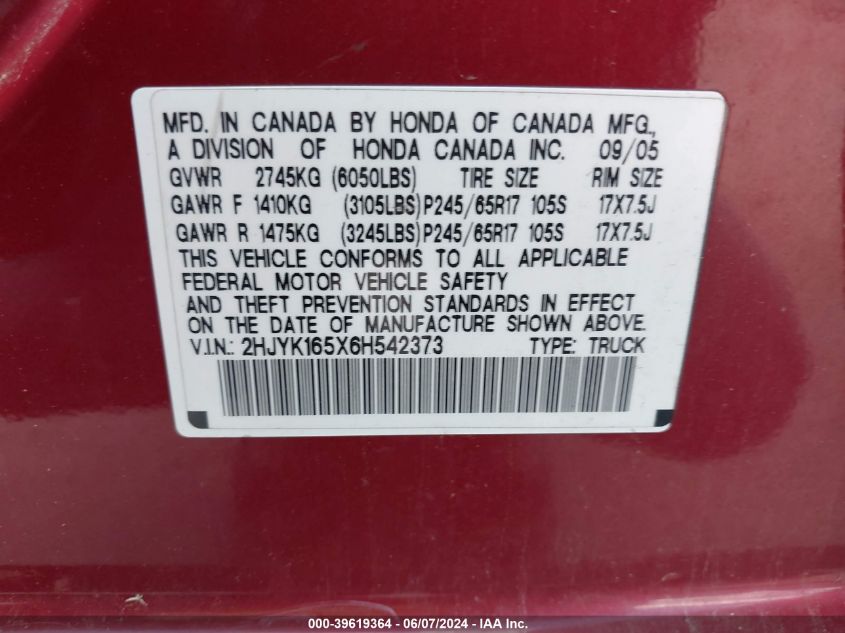 MFD. IN CANADA BY HONDA OF CANADA MFG.,
A DIVISION OF HONDA CANADA INC. 09/05
GVWR 2745KG (6050LBS) TIRE SIZE RIM SIZE
GAWR F 1410KG (3105LBS) P245/65R17 105S 17X7.5J
GAWR R 1475KG (3245LBS) P245/65R17 105S 17X7.5J
THIS VEHICLE CONFORMS TO ALL APPLICABLE
FEDERAL MOTOR VEHICLE SAFETY
AND THEFT PREVENTION STANDARDS IN EFFECT
ON THE DATE OF MANUFACTURE SHOWN ABOVE.
V.I.N.: 2HJYK165X6H542373 TYPE: TRUCK
000-39619364 - 06/07/2024 - IAA Inc.